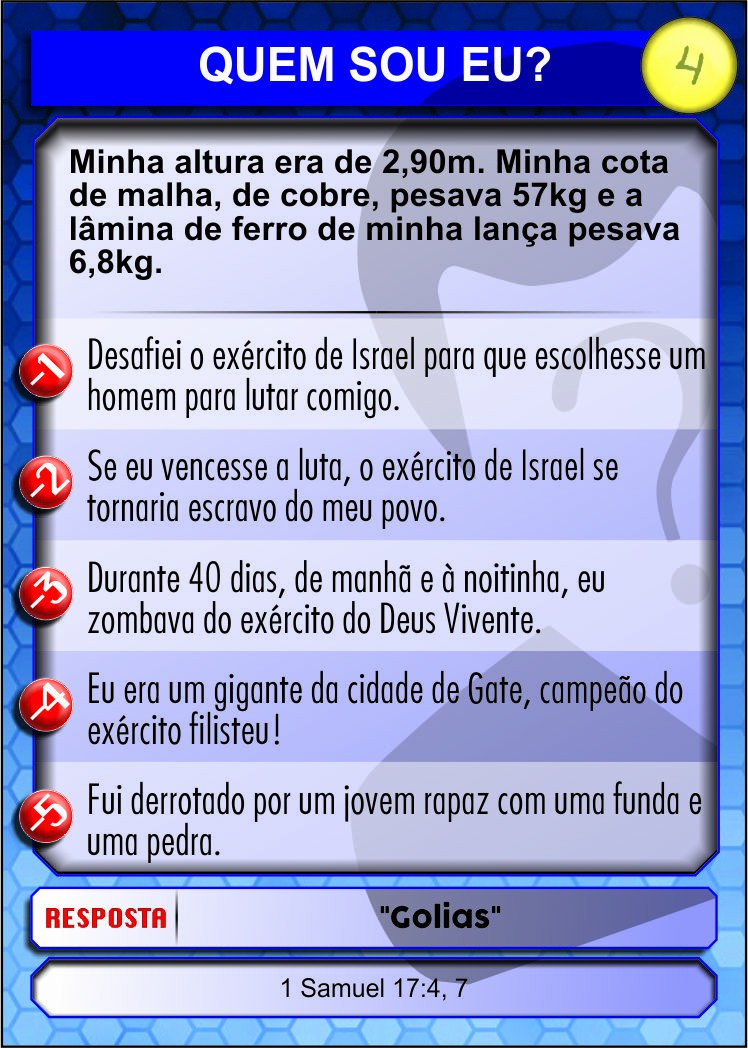 QUEM SOU EU?
4
Minha altura era de 2,90m. Minha cota
de malha, de cobre, pesava 57kg e a
lâmina de ferro de minha lança pesava
6,8kg.
1 Desafiei o exército de Israel para que escolhesse um
homem para lutar comigo.
2 Se eu vencesse a luta, o exército de Israel se
tornaria escravo do meu povo.
3 Durante 40 dias, de manhã e à noitinha, eu
zombava do exército do Deus Vivente.
4 Eu era um gigante da cidade de Gate, campeão do
exército filisteu!
5 Fui derrotado por um jovem rapaz com uma funda e
uma pedra.
RESPOSTA "Golias"
1 Samuel 17:4, 7